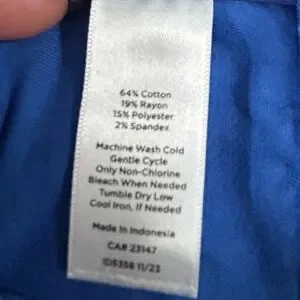 64% Cotton
19% Rayon
15% Polyester
2% Spandex
Machine Wash Cold
Gentle Cycle
Only Non-Chlorine
Bleach When Needed
Tumble Dry Low
Cool Iron, If Needed
Made In Indonesia
CA# 23147
IDS358 11/23